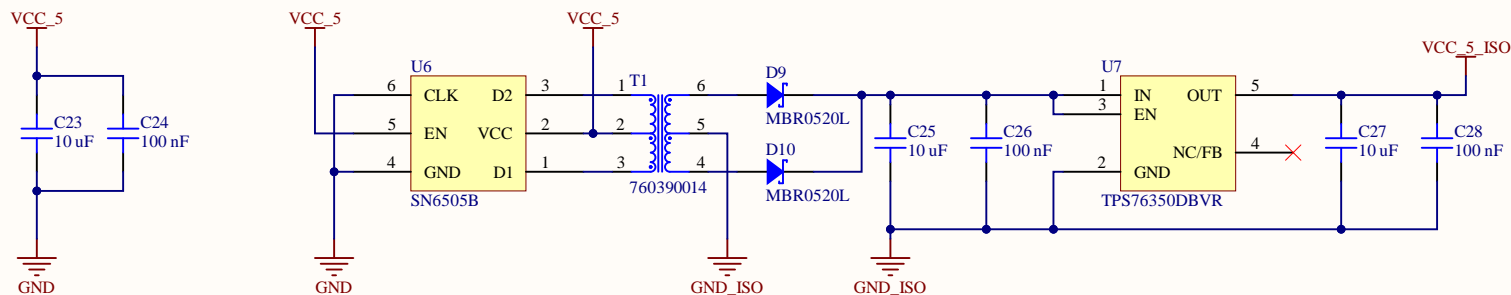 VCC_5
C23
10 uF
C24
100 nF
GND
VCC_5
U6
6 CLK D2 3
5 EN VCC 2
4 GND D1 1
SN6505B
GND
VCC_5
T1
1 6
2 5
3 4
760390014
GND_ISO
D9
MBR0520L
D10
MBR0520L
C25
10 uF
C26
100 nF
GND_ISO
U7
1 IN OUT 5
3 EN
NC/FB 4
2 GND
TPS76350DBVR
VCC_5_ISO
C27
10 uF
C28
100 nF